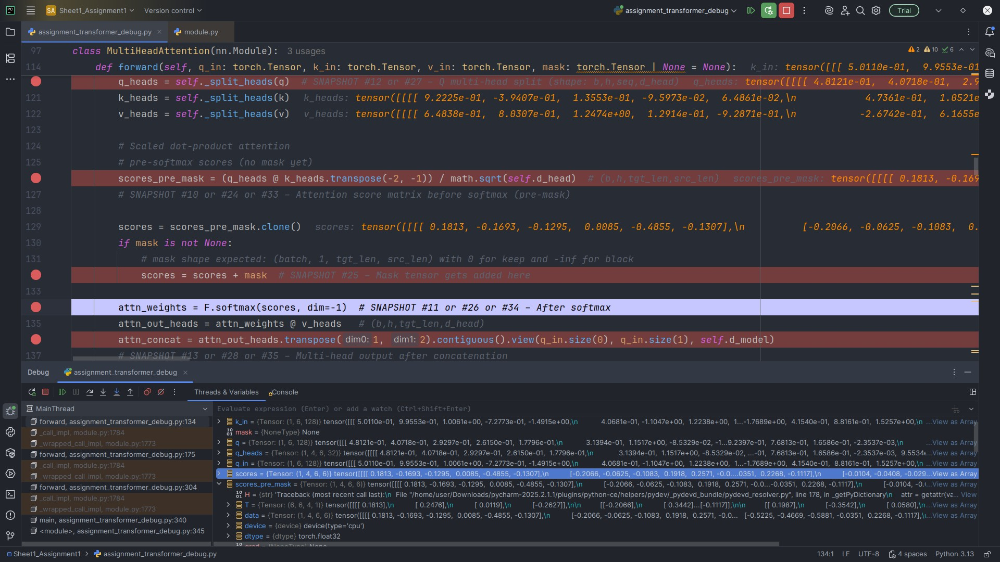 PC SA Sheet1_Assignment1 Version control assignment_transformer_debug Trial
assignment_transformer_debug.py module.py
97 class MultiHeadAttention(nn.Module): 3 usages 2 10 6
114 def forward(self, q_in: torch.Tensor, k_in: torch.Tensor, v_in: torch.Tensor, mask: torch.Tensor | None = None): k_in: tensor([[[ 5.0110e-01, 9.9553e-01
q_heads = self._split_heads(q) # SNAPSHOT #12 or #27 – Q multi-head split (shape: b,h,seq,d_head) q_heads: tensor([[[[ 4.8121e-01, 4.0718e-01, 2.9
121 k_heads = self._split_heads(k) k_heads: tensor([[[[ 9.2225e-01, -3.9407e-01, 1.3553e-01, -9.5973e-02, 6.4861e-02,\n 4.7361e-01, 1.0521e
122 v_heads = self._split_heads(v) v_heads: tensor([[[[ 6.4838e-01, 8.0307e-01, 1.2474e+00, 1.2914e-01, -9.2871e-01,\n -2.6742e-01, 6.1655e
123
124 # Scaled dot-product attention
125 # pre-softmax scores (no mask yet)
scores_pre_mask = (q_heads @ k_heads.transpose(-2, -1)) / math.sqrt(self.d_head) # (b,h,tgt_len,src_len) scores_pre_mask: tensor([[[[ 0.1813, -0.169
127 # SNAPSHOT #10 or #24 or #33 – Attention score matrix before softmax (pre-mask)
128
129 scores = scores_pre_mask.clone() scores: tensor([[[[ 0.1813, -0.1693, -0.1295, 0.0085, -0.4855, -0.1307],\n [-0.2066, -0.0625, -0.1083, 0.
130 if mask is not None:
131 # mask shape expected: (batch, 1, tgt_len, src_len) with 0 for keep and -inf for block
scores = scores + mask # SNAPSHOT #25 – Mask tensor gets added here
133
attn_weights = F.softmax(scores, dim=-1) # SNAPSHOT #11 or #26 or #34 – After softmax
135 attn_out_heads = attn_weights @ v_heads # (b,h,tgt_len,d_head)
attn_concat = attn_out_heads.transpose( dim0: 1, dim1: 2).contiguous().view(q_in.size(0), q_in.size(1), self.d_model)
137 # SNAPSHOT #13 or #28 or #35 – Multi-head output after concatenation
Debug assignment_transformer_debug
Threads & Variables Console
MainThread
forward, assignment_transformer_debug.py:134
_call_impl, module.py:1784
_wrapped_call_impl, module.py:1773
forward, assignment_transformer_debug.py:175
_call_impl, module.py:1784
_wrapped_call_impl, module.py:1773
forward, assignment_transformer_debug.py:304
_call_impl, module.py:1784
_wrapped_call_impl, module.py:1773
main, assignment_transformer_debug.py:340
<module>, assignment_transformer_debug.py:345
Evaluate expression (Enter) or add a watch (Ctrl+Shift+Enter)
k_in = {Tensor: (1, 6, 128)} tensor([[[ 5.0110e-01, 9.9553e-01, 1.0061e+00, -7.2773e-01, -1.4915e+00,\n 4.0681e-01, -1.1047e+00, 1.2238e+00, 1...-1.7689e+00, 4.1540e-01, 8.8161e-01, 1.5257e+00,\n ...View as Array
mask = {NoneType} None
q = {Tensor: (1, 6, 128)} tensor([[[ 4.8121e-01, 4.0718e-01, 2.9297e-01, 2.6150e-01, 1.7796e-01,\n 3.1394e-01, 1.1517e+00, -8.5329e-02, -1...9.2397e-01, 7.6813e-01, 1.6586e-01, -2.3537e-03,\n ...View as Array
q_heads = {Tensor: (1, 4, 6, 32)} tensor([[[[ 4.8121e-01, 4.0718e-01, 2.9297e-01, 2.6150e-01, 1.7796e-01,\n 3.1394e-01, 1.1517e+00, -8.5329e-02, ...-01, 7.6813e-01, 1.6586e-01, -2.3537e-03, 9.5534e ...View as Array
q_in = {Tensor: (1, 6, 128)} tensor([[[ 5.0110e-01, 9.9553e-01, 1.0061e+00, -7.2773e-01, -1.4915e+00,\n 4.0681e-01, -1.1047e+00, 1.2238e+00, 1...-1.7689e+00, 4.1540e-01, 8.8161e-01, 1.5257e+00,\n ...View as Array
scores = {Tensor: (1, 4, 6, 6)} tensor([[[[ 0.1813, -0.1693, -0.1295, 0.0085, -0.4855, -0.1307],\n [-0.2066, -0.0625, -0.1083, 0.1918, 0.2571, -0.0....0351, 0.2268, -0.1117],\n [-0.0104, -0.0408, -0.029...View as Array
scores_pre_mask = {Tensor: (1, 4, 6, 6)} tensor([[[[ 0.1813, -0.1693, -0.1295, 0.0085, -0.4855, -0.1307],\n [-0.2066, -0.0625, -0.1083, 0.1918, 0.2571, -0.0...-0.0351, 0.2268, -0.1117],\n [-0.0104, -0.0...View as Array
H = {str} 'Traceback (most recent call last):\n File "/home/user/Downloads/pycharm-2025.2.1.1/plugins/python-ce/helpers/pydev/_pydevd_bundle/pydevd_resolver.py", line 178, in _getPyDictionary\n attr = getattr(va... View
T = {Tensor: (6, 6, 4, 1)} tensor([[[[ 0.1813],\n [ 0.2476],\n [ 0.0119],\n [-0.2627]],\n\n [[-0.2066],\n [ 0.3442]...[-0.1117]],\n\n [[ 0.1987],\n [-0.3542],\n [ 0.0580],\n ...View as Array
data = {Tensor: (1, 4, 6, 6)} tensor([[[[ 0.1813, -0.1693, -0.1295, 0.0085, -0.4855, -0.1307],\n [-0.2066, -0.0625, -0.1083, 0.1918, 0.2571, -0.0... [-0.5225, -0.4669, -0.5881, -0.0351, 0.2268, -0.1117],\...View as Array
device = {device} device(type='cpu')
dtype = {dtype} torch.float32
Sheet1_Assignment1 assignment_transformer_debug.py 134:1 LF UTF-8 4 spaces Python 3.13